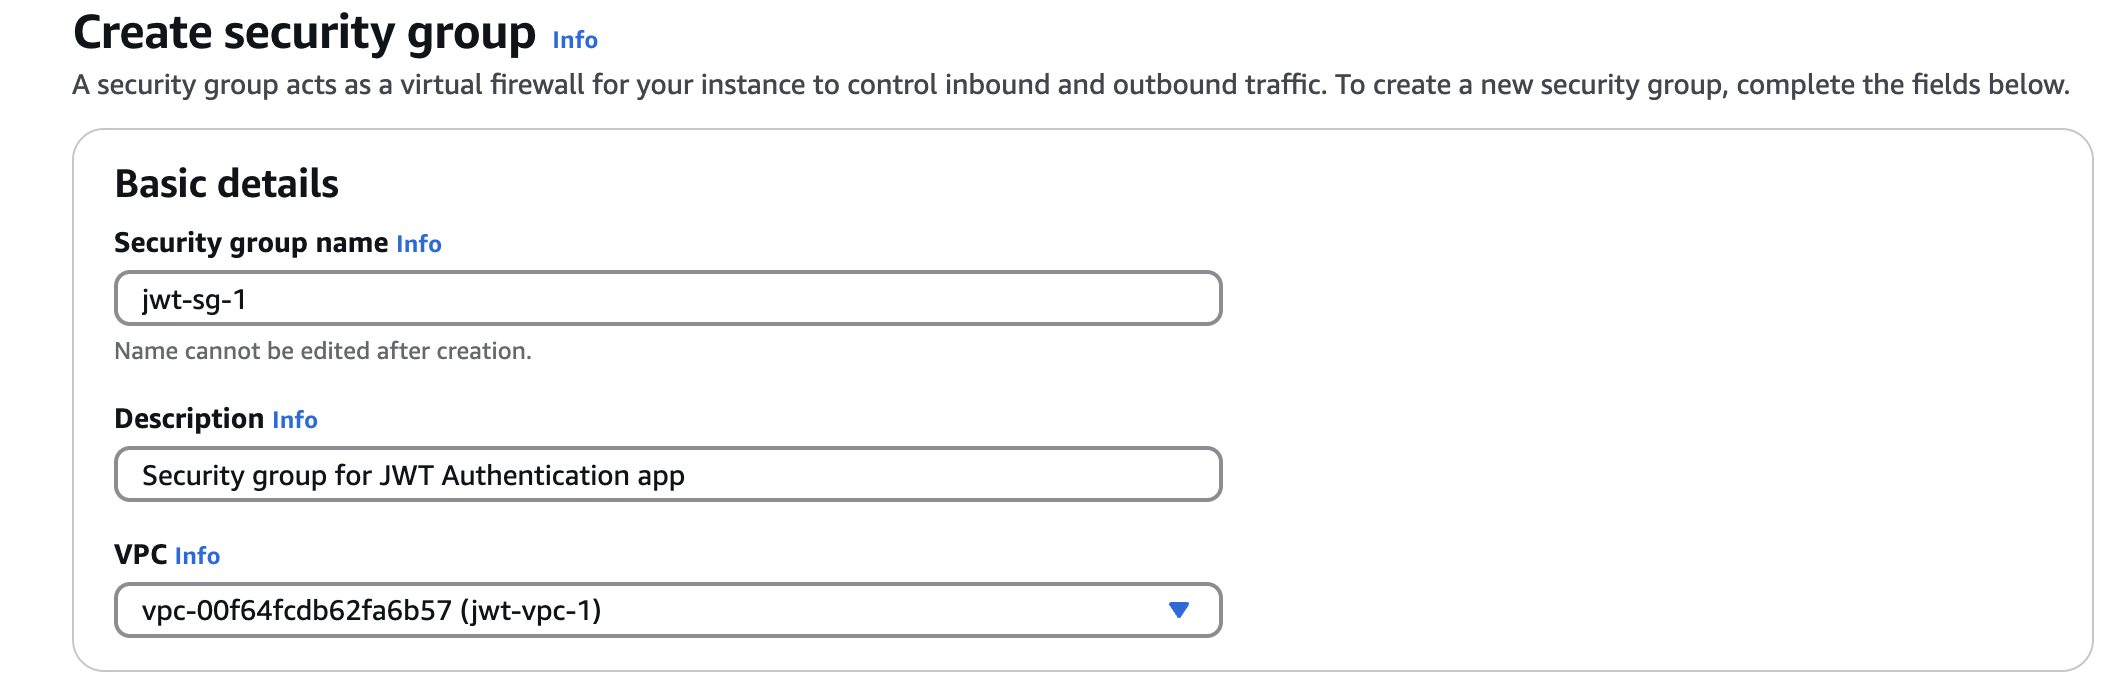 Create security group Info
A security group acts as a virtual firewall for your instance to control inbound and outbound traffic. To create a new security group, complete the fields below.
Basic details
Security group name Info
jwt-sg-1
Name cannot be edited after creation.
Description Info
Security group for JWT Authentication app
VPC Info
vpc-00f64fcdb62fa6b57 (jwt-vpc-1)